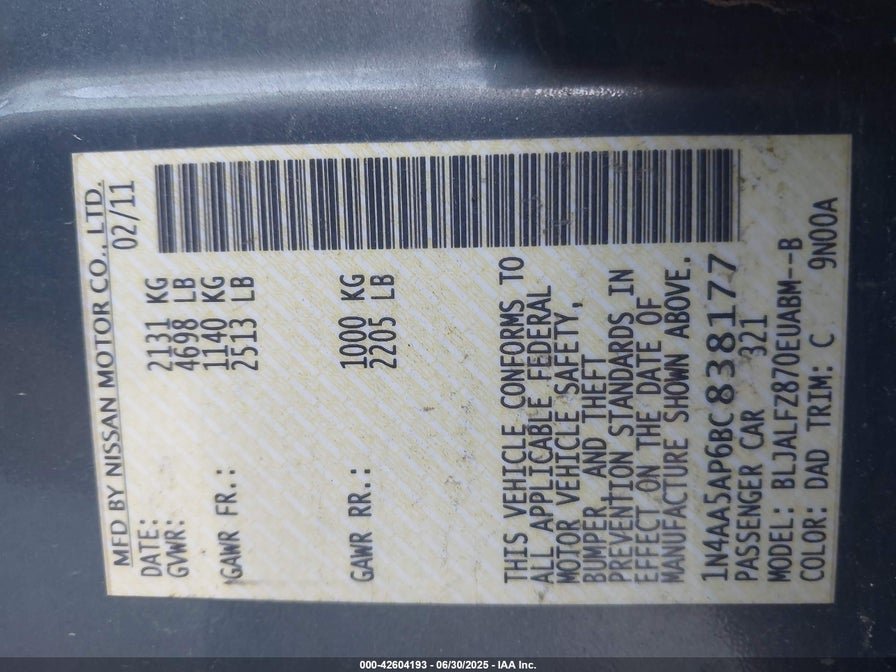 MFD BY NISSAN MOTOR CO., LTD.
DATE: 02/11
GVWR: 2131 KG
4698 LB
GAWR FR.: 1140 KG
2513 LB
GAWR RR.: 1000 KG
2205 LB
THIS VEHICLE CONFORMS TO
ALL APPLICABLE FEDERAL
MOTOR VEHICLE SAFETY,
BUMPER, AND THEFT
PREVENTION STANDARDS IN
EFFECT ON THE DATE OF
MANUFACTURE SHOWN ABOVE.
1N4AA5AP6BC838177
PASSENGER CAR 321
MODEL: BLJALFZ870EUABM--B
COLOR: DAD TRIM: C 9N00A
000-42604193 - 06/30/2025 - IAA Inc.